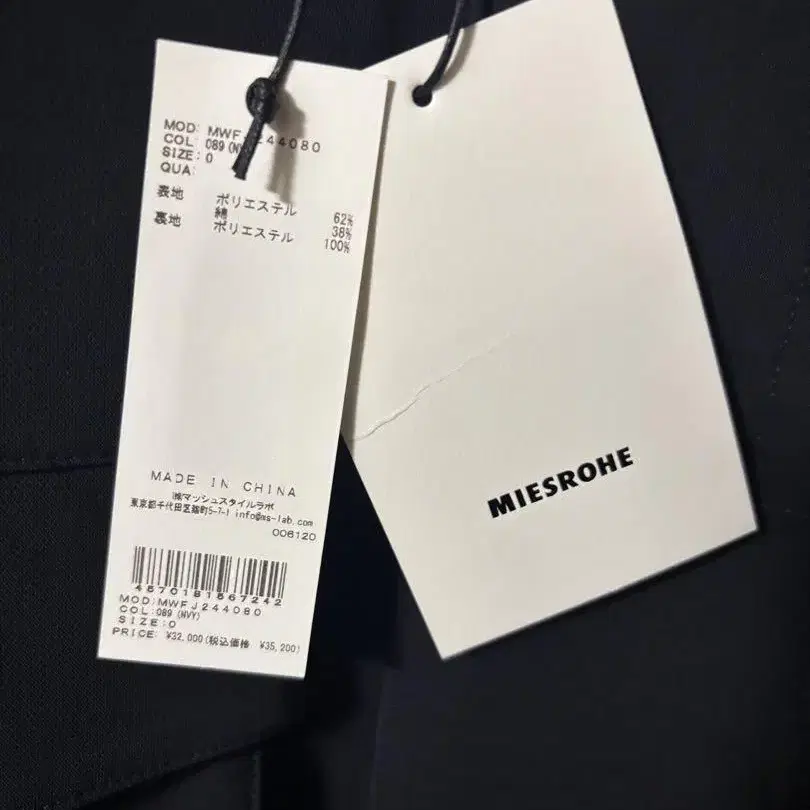 MOD: MWFJ244080
COL: 089 (NVY)
SIZE: 0
QUA:
表地 ポリエステル 62%
綿 38%
裏地 ポリエステル 100%
MADE IN CHINA
㈱マッシュスタイルラボ
東京都千代田区麹町5-7-1 info@ms-lab.com
006120
4570181567242
MOD: MWFJ244080
COL: 089 (NVY)
SIZE: 0
PRICE: ¥32,000 (税込価格 ¥35,200)
MIESROHE